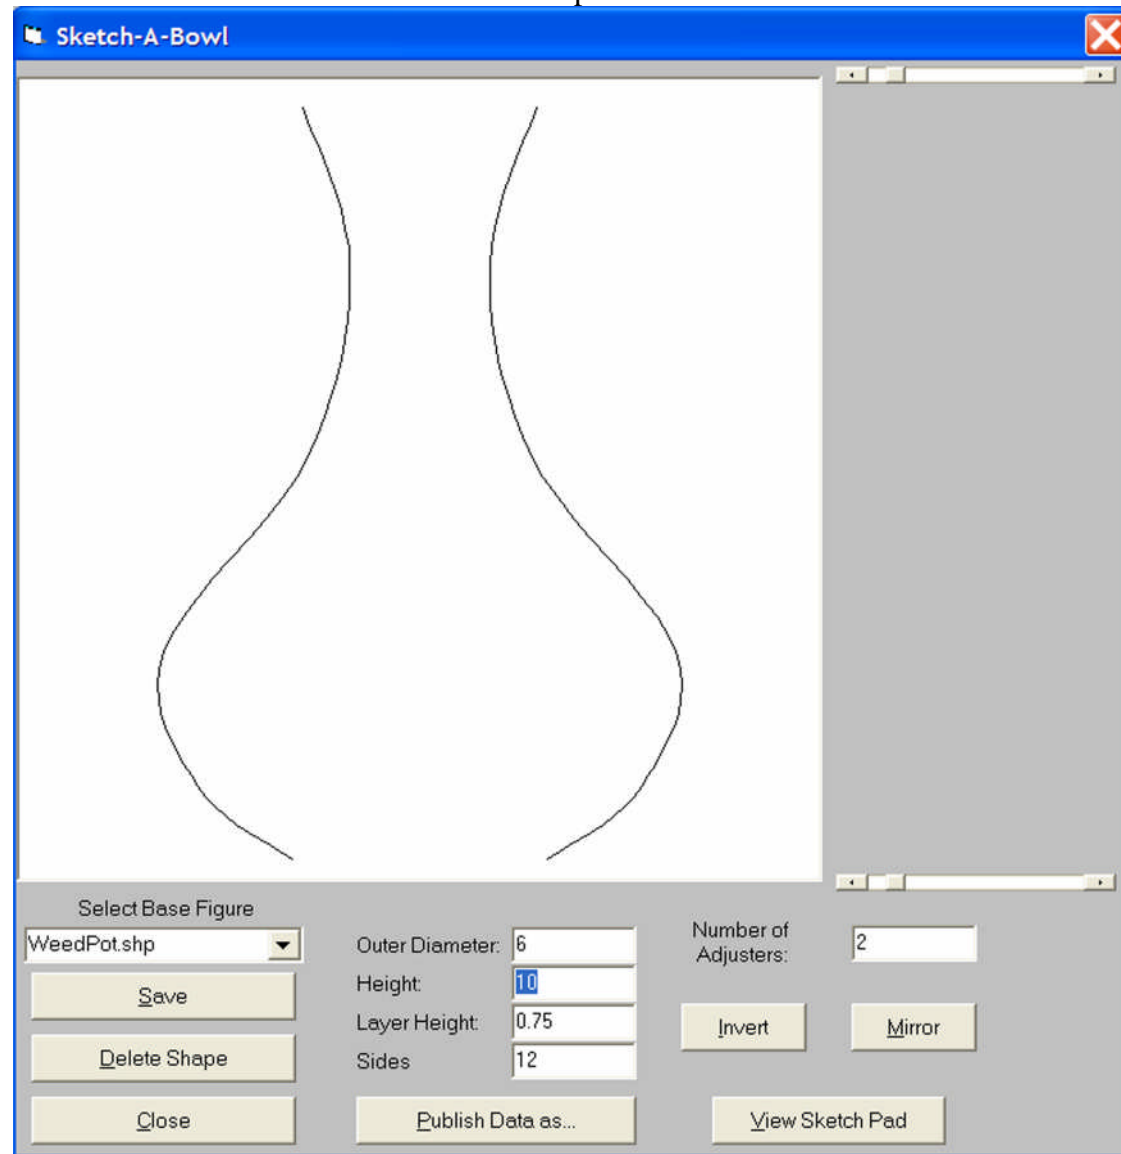 Sketch-A-Bowl
Select Base Figure
WeedPot.shp
Save
Delete Shape
Close
Outer Diameter: 6
Height: 10
Layer Height: 0.75
Sides 12
Publish Data as...
Number of
Adjusters:
2
Invert
Mirror
View Sketch Pad